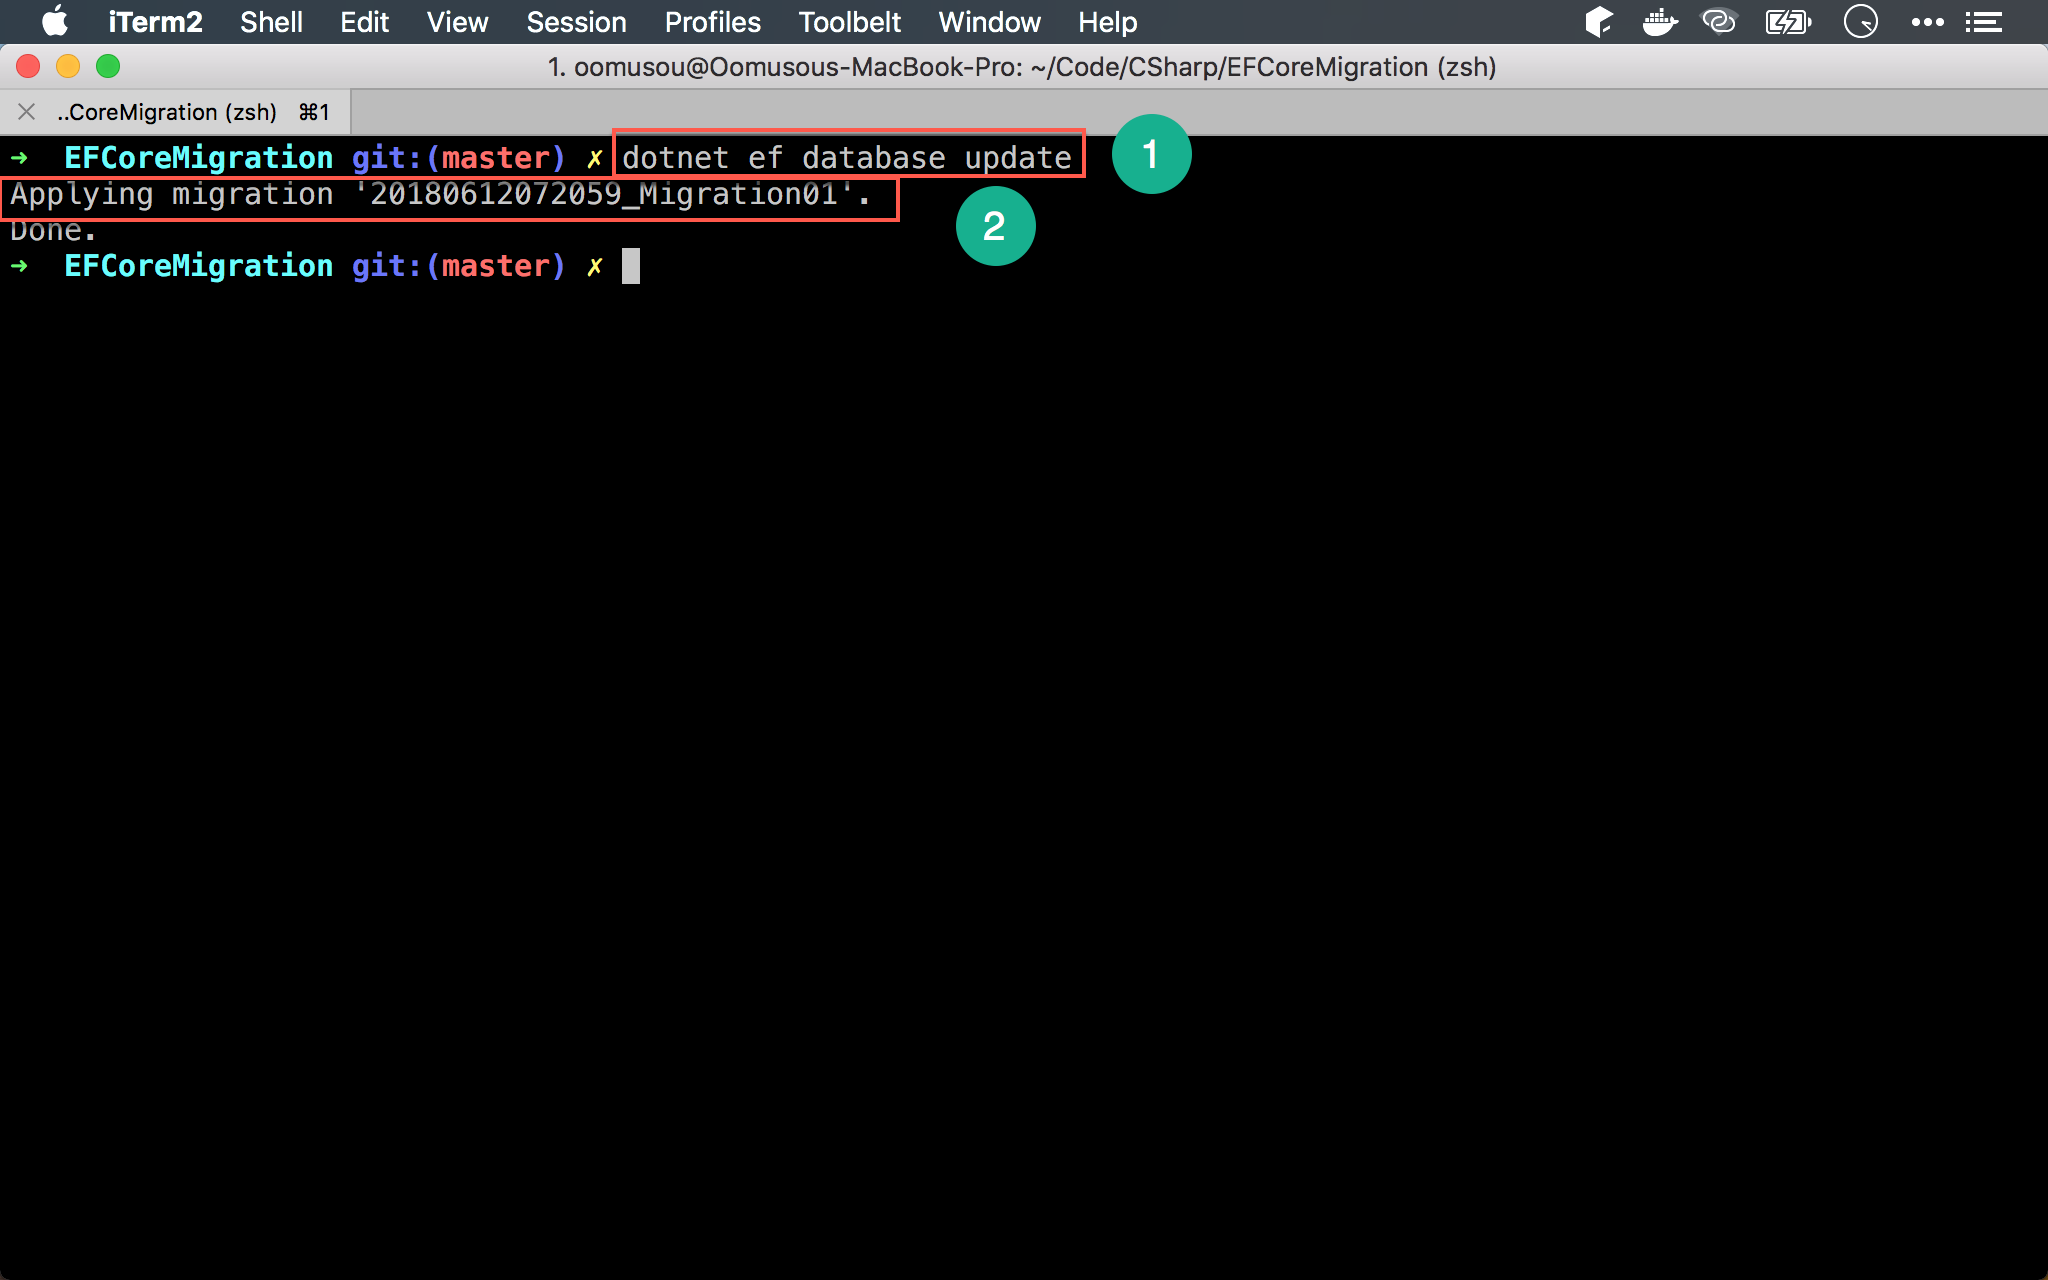 iTerm2 Shell Edit View Session Profiles Toolbelt Window Help
1. oomusou@Oomusous-MacBook-Pro: ~/Code/CSharp/EFCoreMigration (zsh)
..CoreMigration (zsh) ⌘1
➜ EFCoreMigration git:(master) ✗ dotnet ef database update
1
Applying migration '20180612072059_Migration01'.
2
Done.
➜ EFCoreMigration git:(master) ✗